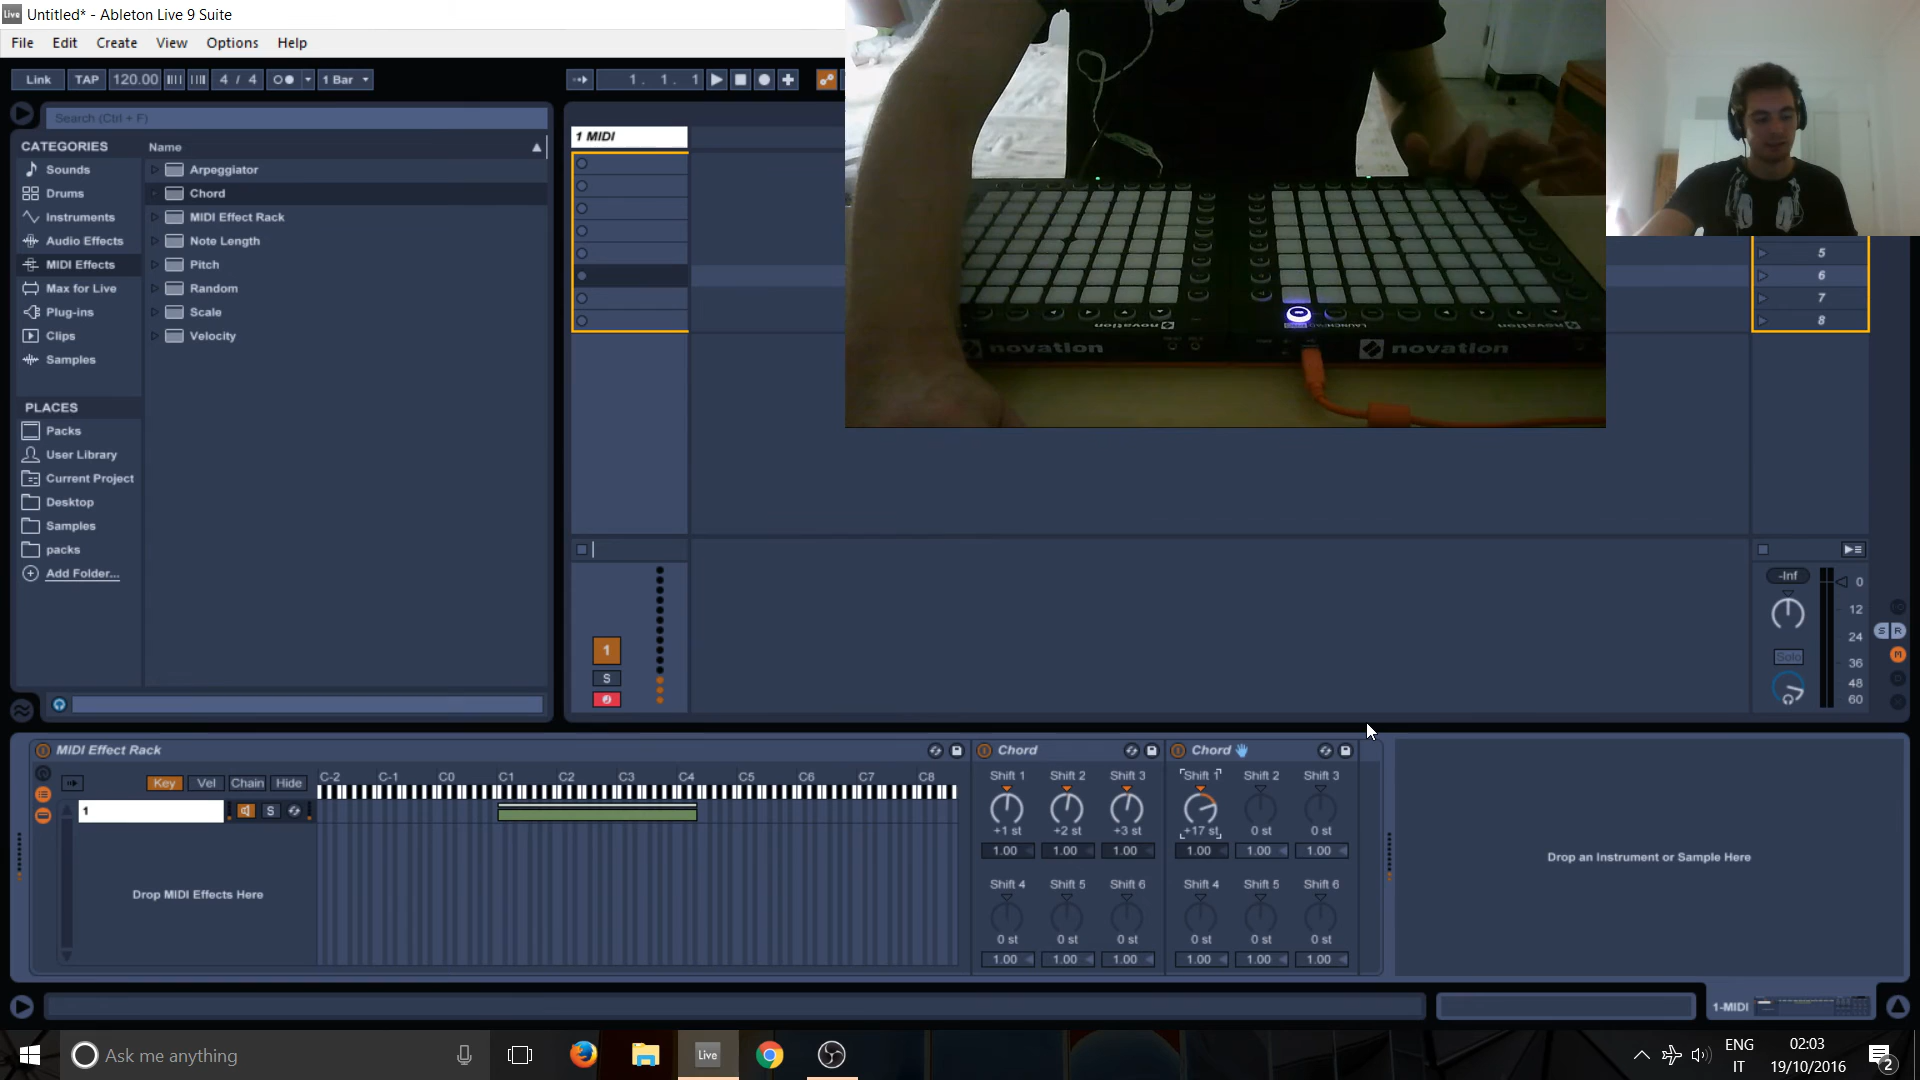 Live Untitled* - Ableton Live 9 Suite
File Edit Create View Options Help
Link TAP 120.00 4 / 4 1 Bar 1. 1. 1
Search (Ctrl + F)
CATEGORIES
Sounds
Drums
Instruments
Audio Effects
MIDI Effects
Max for Live
Plug-ins
Clips
Samples
PLACES
Packs
User Library
Current Project
Desktop
Samples
packs
Add Folder...
Name
Arpeggiator
Chord
MIDI Effect Rack
Note Length
Pitch
Random
Scale
Velocity
1 MIDI
1
S
novation
novation
novation
novation
5
6
7
8
-Inf
0
12
24
36
48
60
Solo
S R
M
MIDI Effect Rack
Key Vel Chain Hide
C-2 C-1 C0 C1 C2 C3 C4 C5 C6 C7 C8
1 S
Drop MIDI Effects Here
Chord
Shift 1 Shift 2 Shift 3
+1 st +2 st +3 st
1.00 1.00 1.00
Shift 4 Shift 5 Shift 6
0 st 0 st 0 st
1.00 1.00 1.00
Chord
Shift 1 Shift 2 Shift 3
+17 st 0 st 0 st
1.00 1.00 1.00
Shift 4 Shift 5 Shift 6
0 st 0 st 0 st
1.00 1.00 1.00
Drop an Instrument or Sample Here
1-MIDI
Ask me anything
Live
ENG
IT
02:03
19/10/2016
2